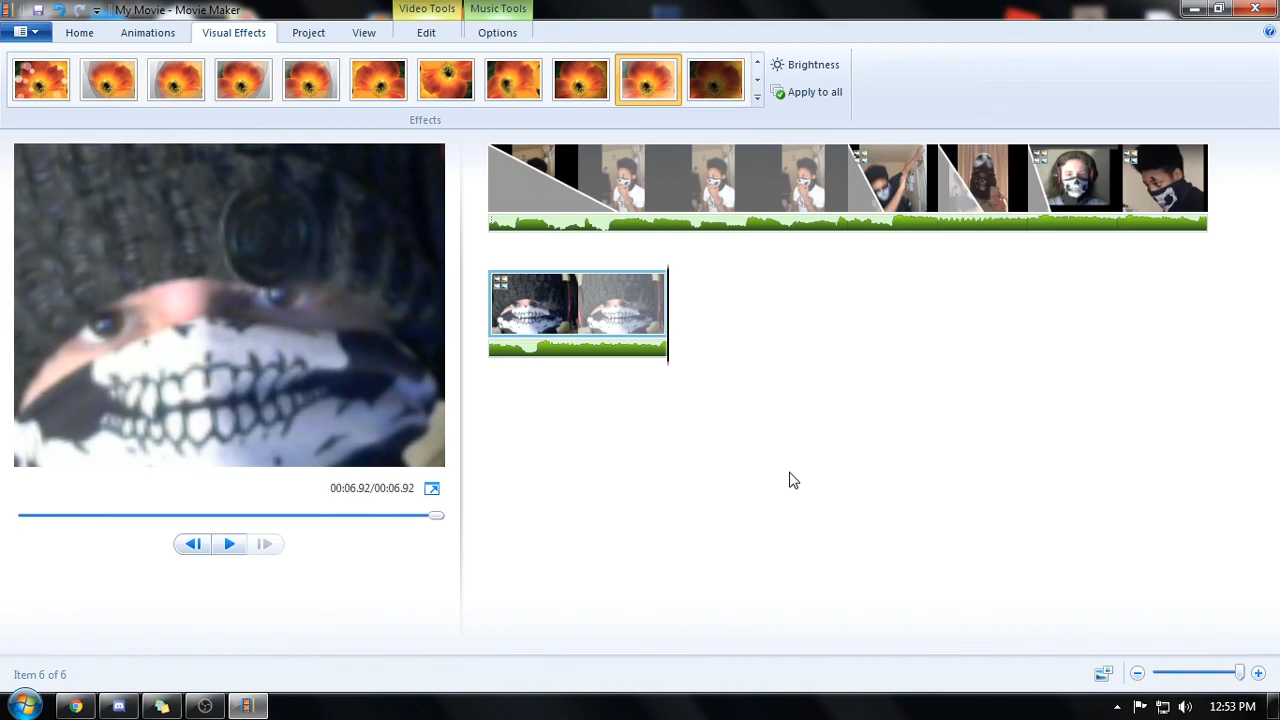 My Movie - Movie Maker
Video Tools
Music Tools
Home
Animations
Visual Effects
Project
View
Edit
Options
Brightness
Apply to all
Effects
00:06.92/00:06.92
Item 6 of 6
12:53 PM